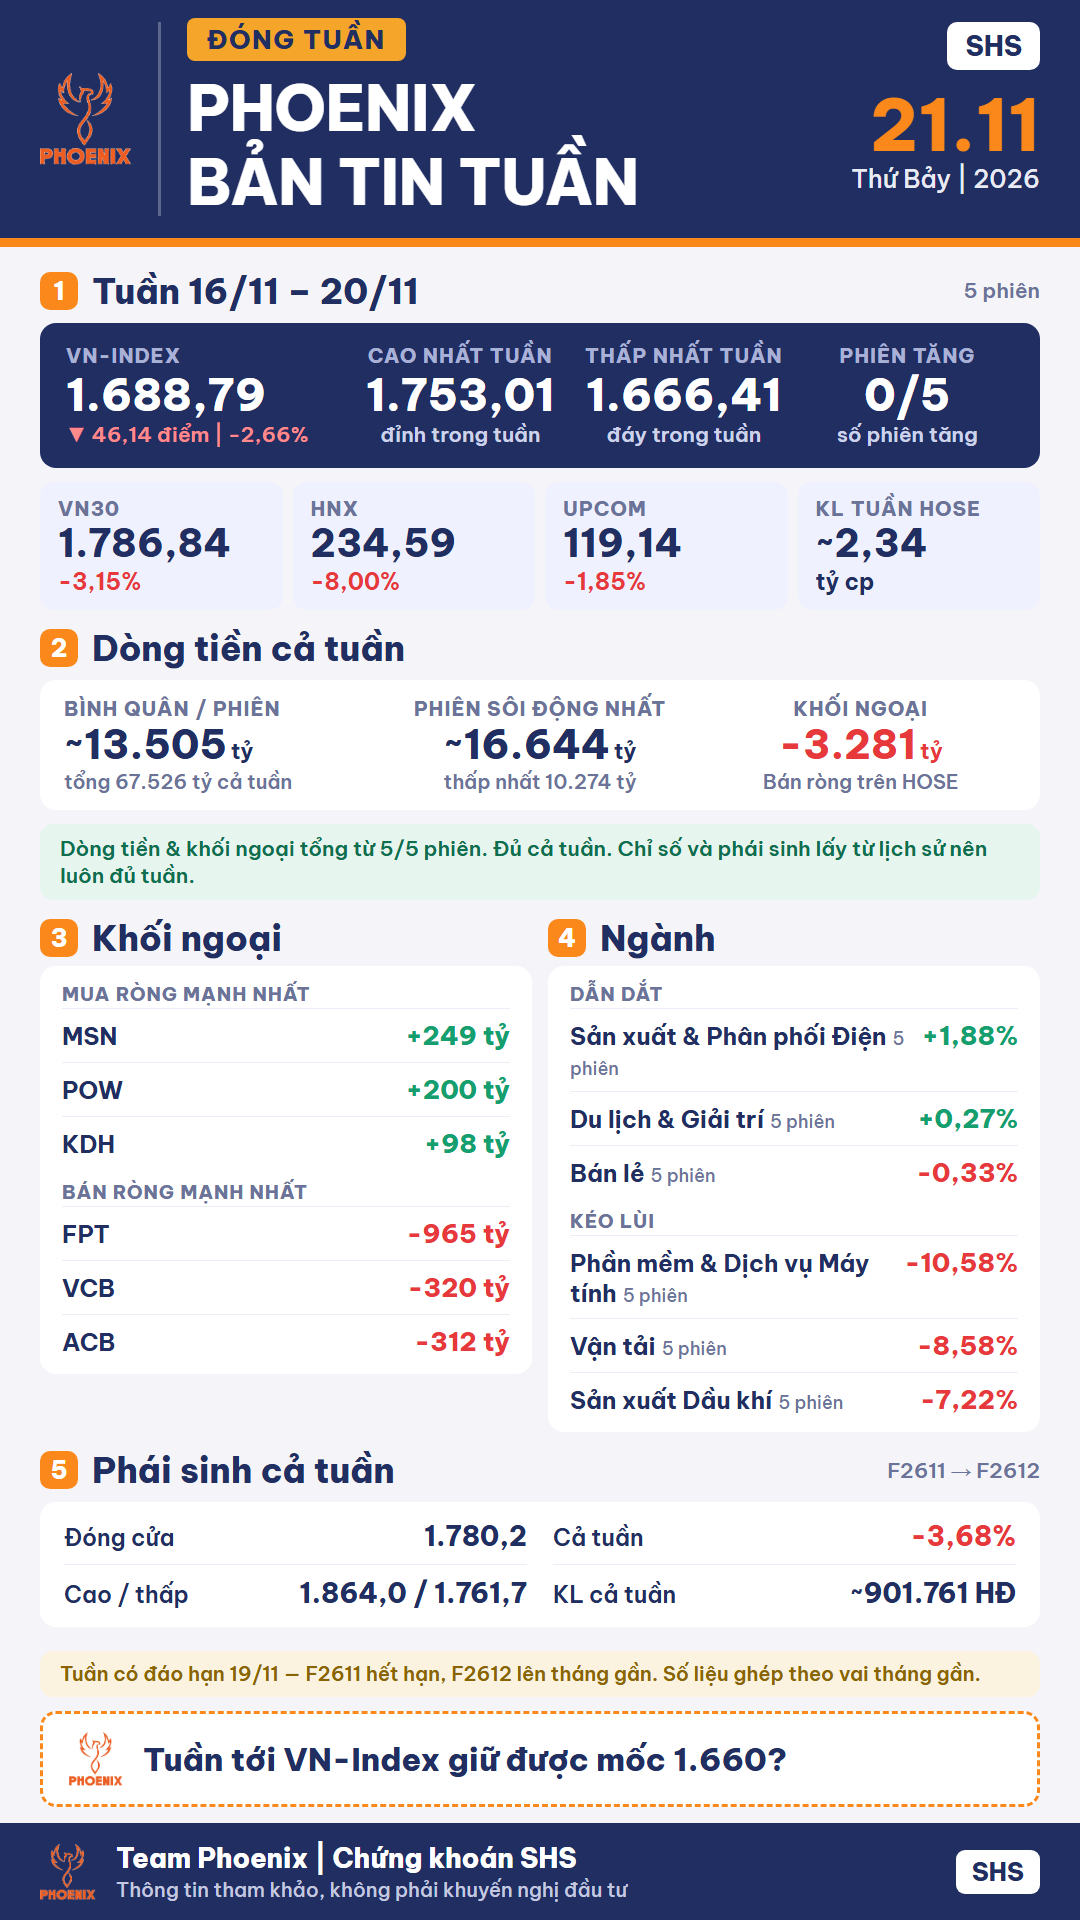 PHOENIX
ĐÓNG TUẦN
PHOENIX
BẢN TIN TUẦN
SHS
21.11
Thứ Bảy | 2026
1 Tuần 16/11 – 20/11
5 phiên
VN-INDEX
1.688,79
▼ 46,14 điểm | -2,66%
CAO NHẤT TUẦN
1.753,01
đỉnh trong tuần
THẤP NHẤT TUẦN
1.666,41
đáy trong tuần
PHIÊN TĂNG
0/5
số phiên tăng
VN30
1.786,84
-3,15%
HNX
234,59
-8,00%
UPCOM
119,14
-1,85%
KL TUẦN HOSE
~2,34
tỷ cp
2 Dòng tiền cả tuần
BÌNH QUÂN / PHIÊN
~13.505 tỷ
tổng 67.526 tỷ cả tuần
PHIÊN SÔI ĐỘNG NHẤT
~16.644 tỷ
thấp nhất 10.274 tỷ
KHỐI NGOẠI
-3.281 tỷ
Bán ròng trên HOSE
Dòng tiền & khối ngoại tổng từ 5/5 phiên. Đủ cả tuần. Chỉ số và phái sinh lấy từ lịch sử nên
luôn đủ tuần.
3 Khối ngoại
MUA RÒNG MẠNH NHẤT
MSN +249 tỷ
POW +200 tỷ
KDH +98 tỷ
BÁN RÒNG MẠNH NHẤT
FPT -965 tỷ
VCB -320 tỷ
ACB -312 tỷ
4 Ngành
DẪN DẮT
Sản xuất & Phân phối Điện 5 +1,88%
phiên
Du lịch & Giải trí 5 phiên +0,27%
Bán lẻ 5 phiên -0,33%
KÉO LÙI
Phần mềm & Dịch vụ Máy -10,58%
tính 5 phiên
Vận tải 5 phiên -8,58%
Sản xuất Dầu khí 5 phiên -7,22%
5 Phái sinh cả tuần
F2611 → F2612
Đóng cửa 1.780,2
Cả tuần -3,68%
Cao / thấp 1.864,0 / 1.761,7
KL cả tuần ~901.761 HĐ
Tuần có đáo hạn 19/11 — F2611 hết hạn, F2612 lên tháng gần. Số liệu ghép theo vai tháng gần.
PHOENIX
Tuần tới VN-Index giữ được mốc 1.660?
PHOENIX
Team Phoenix | Chứng khoán SHS
Thông tin tham khảo, không phải khuyến nghị đầu tư
SHS